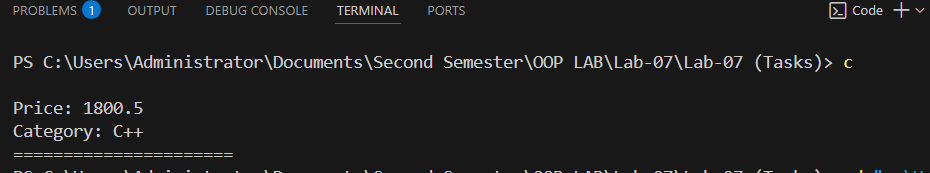 PROBLEMS 1 OUTPUT DEBUG CONSOLE TERMINAL PORTS Code
PS C:\Users\Administrator\Documents\Second Semester\OOP LAB\Lab-07\Lab-07 (Tasks)> c
Price: 1800.5
Category: C++
======================